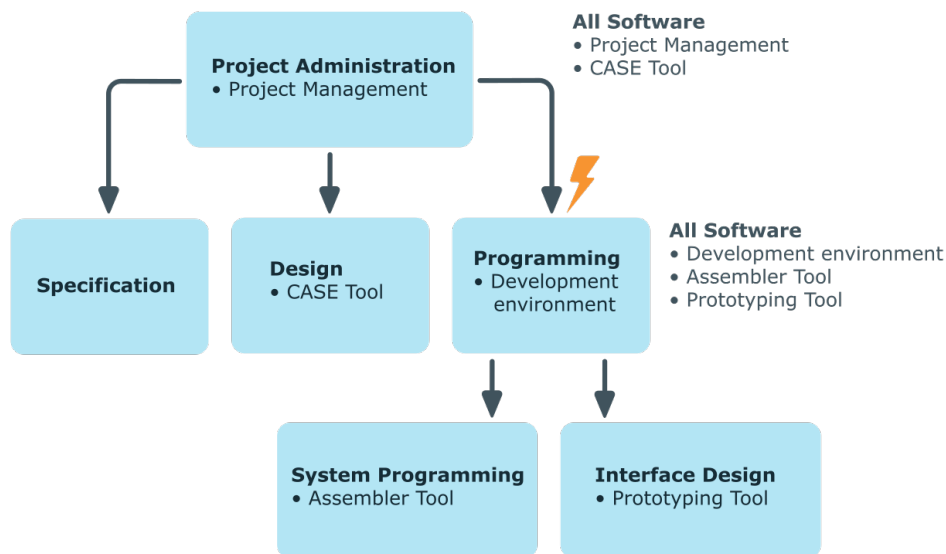 All Software
• Project Management
• CASE Tool
Project Administration
• Project Management
Specification
Design
• CASE Tool
Programming
• Development
environment
All Software
• Development environment
• Assembler Tool
• Prototyping Tool
System Programming
• Assembler Tool
Interface Design
• Prototyping Tool